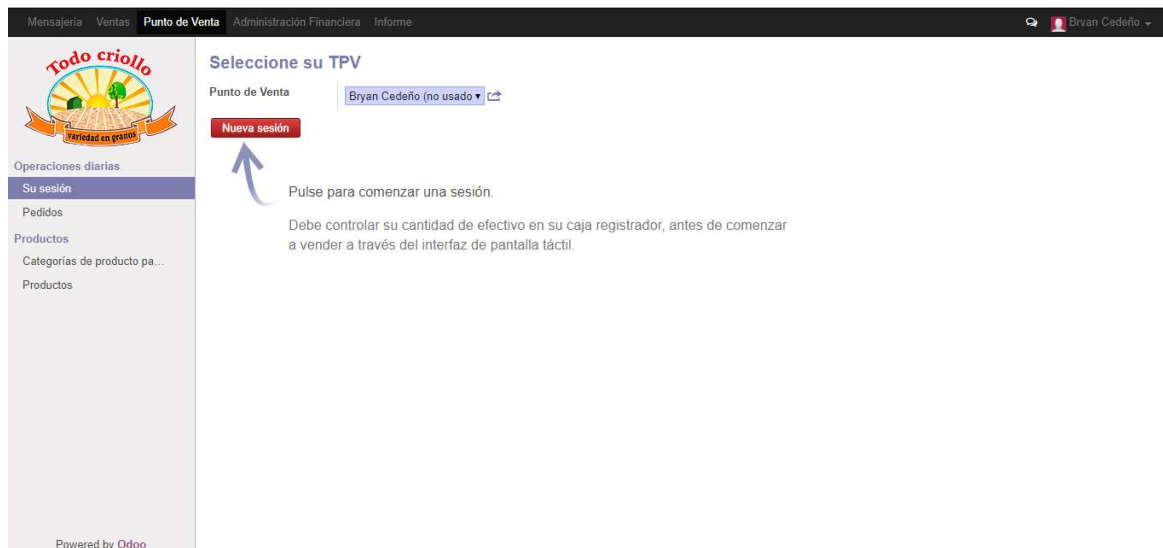 Mensajería Ventas Punto de Venta Administración Financiera Informe Bryan Cedeño
Todo criollo
variedad en granos
Operaciones diarias
Su sesión
Pedidos
Productos
Categorías de producto pa...
Productos
Powered by Odoo
Seleccione su TPV
Punto de Venta Bryan Cedeño (no usado
Nueva sesión
Pulse para comenzar una sesión.
Debe controlar su cantidad de efectivo en su caja registrador, antes de comenzar
a vender a través del interfaz de pantalla táctil.